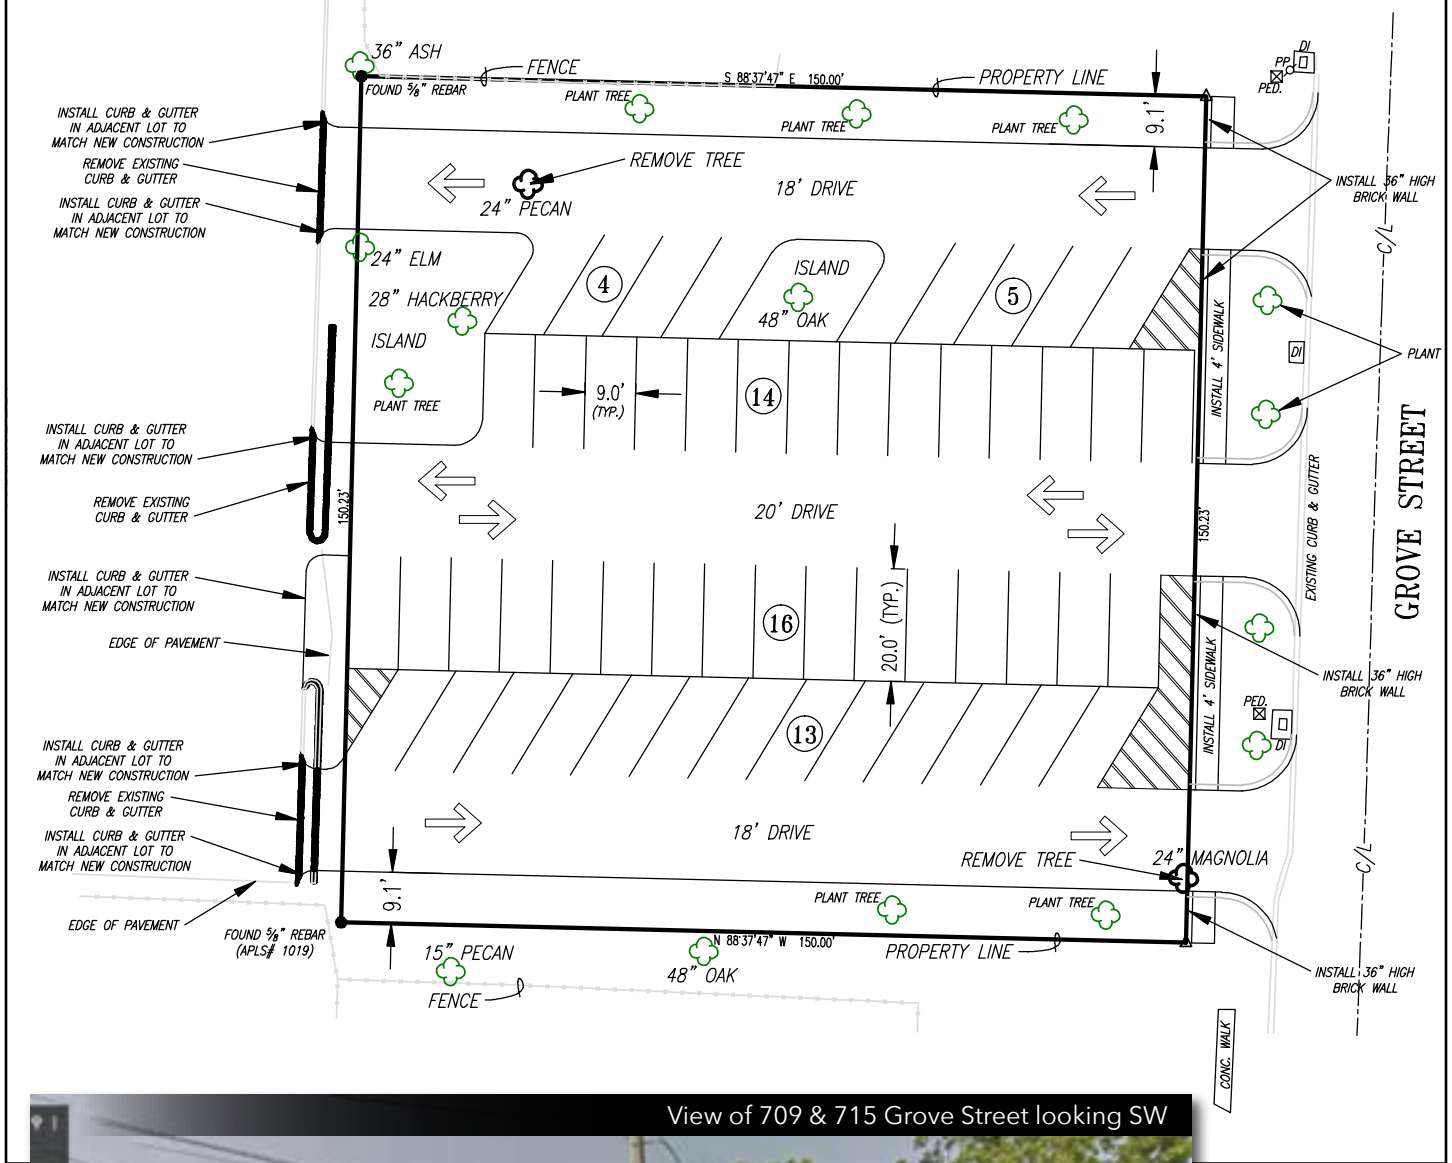 36" ASH
FENCE
S 88°37'47" E 150.00'
PROPERTY LINE
DI
PP.
PED.
FOUND ⅝" REBAR
PLANT TREE
PLANT TREE
PLANT TREE
9.1'
INSTALL CURB & GUTTER
IN ADJACENT LOT TO
MATCH NEW CONSTRUCTION
REMOVE EXISTING
CURB & GUTTER
INSTALL CURB & GUTTER
IN ADJACENT LOT TO
MATCH NEW CONSTRUCTION
REMOVE TREE
24" PECAN
18' DRIVE
INSTALL 36" HIGH
BRICK WALL
C/L
24" ELM
28" HACKBERRY
ISLAND
PLANT TREE
4
ISLAND
48" OAK
5
INSTALL 4' SIDEWALK
DI
PLANT
9.0'
(TYP.)
14
INSTALL CURB & GUTTER
IN ADJACENT LOT TO
MATCH NEW CONSTRUCTION
REMOVE EXISTING
CURB & GUTTER
150.23'
20' DRIVE
150.23'
EXISTING CURB & GUTTER
GROVE STREET
INSTALL CURB & GUTTER
IN ADJACENT LOT TO
MATCH NEW CONSTRUCTION
EDGE OF PAVEMENT
16
20.0' (TYP.)
INSTALL 4' SIDEWALK
INSTALL 36" HIGH
BRICK WALL
PED.
DI
13
INSTALL CURB & GUTTER
IN ADJACENT LOT TO
MATCH NEW CONSTRUCTION
REMOVE EXISTING
CURB & GUTTER
INSTALL CURB & GUTTER
IN ADJACENT LOT TO
MATCH NEW CONSTRUCTION
18' DRIVE
REMOVE TREE
24" MAGNOLIA
C/L
9.1'
PLANT TREE
PLANT TREE
EDGE OF PAVEMENT
FOUND ⅝" REBAR
(APLS# 1019)
15" PECAN
N 88°37'47" W 150.00'
48" OAK
PROPERTY LINE
FENCE
INSTALL 36" HIGH
BRICK WALL
CONC. WALK
View of 709 & 715 Grove Street looking SW